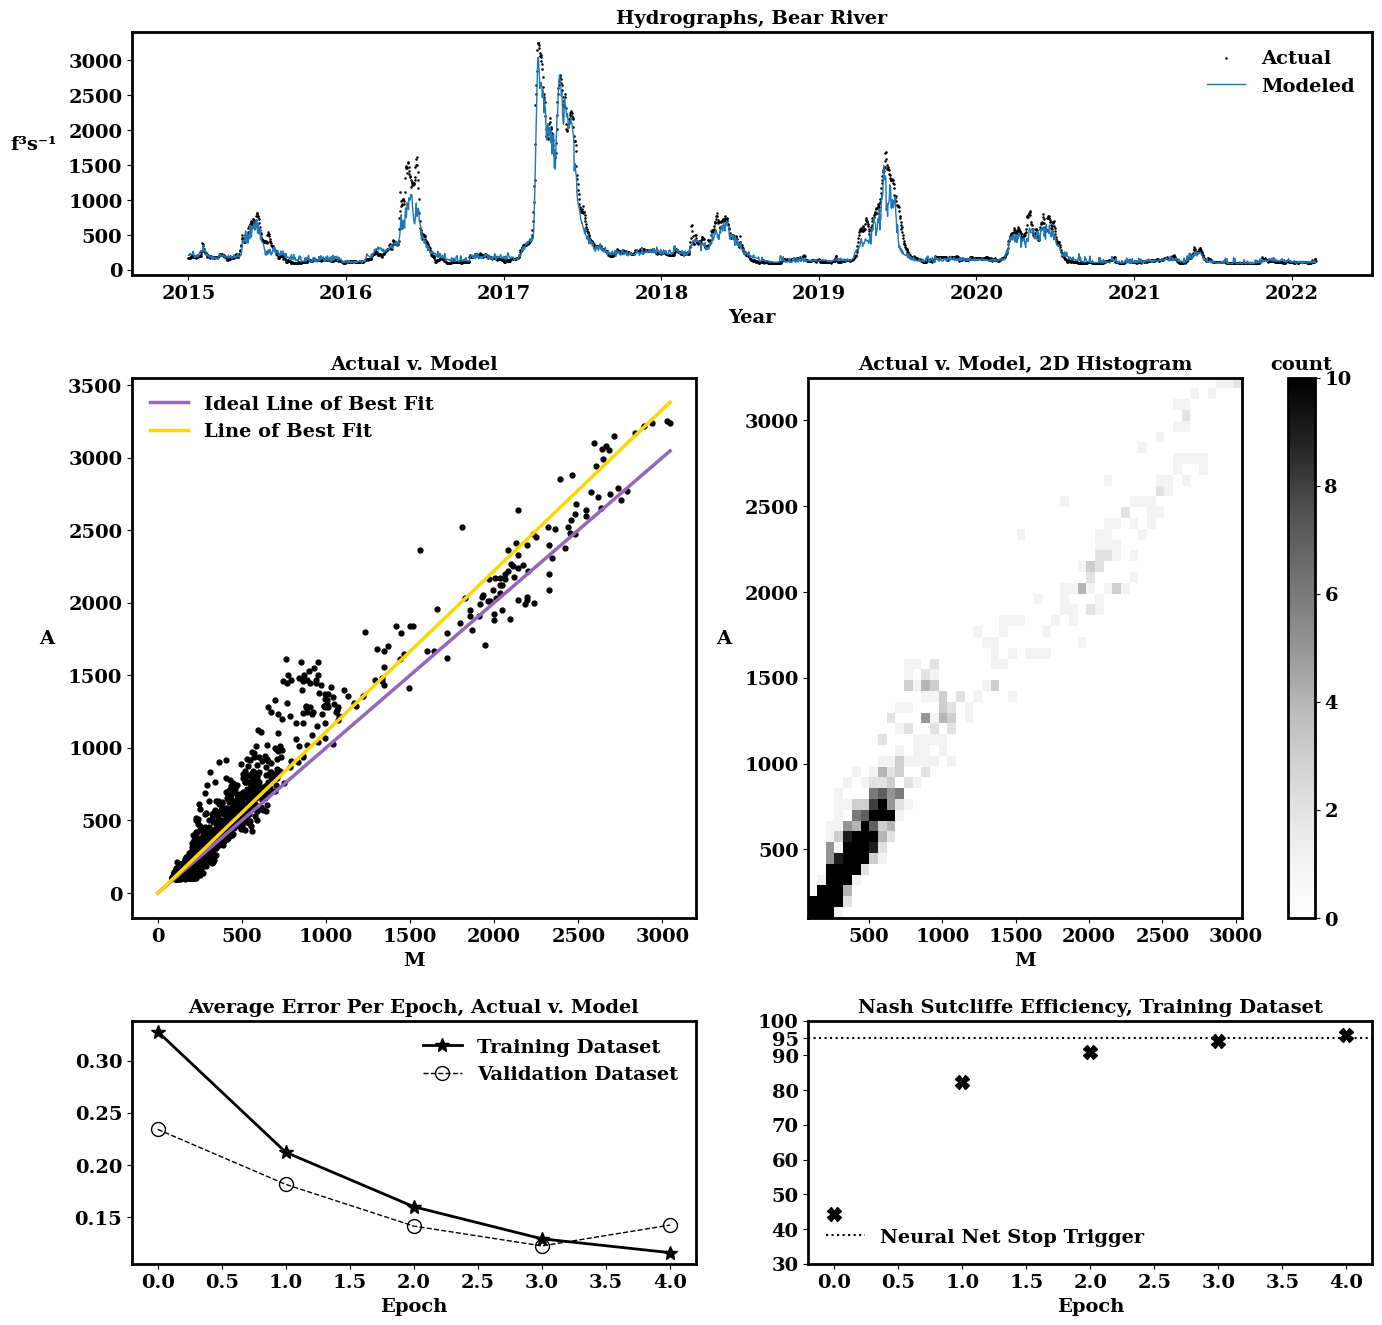 Hydrographs, Bear River
3000
2500
2000
1500
1000
500
0
f³s⁻¹
Actual
Modeled
2015 2016 2017 2018 2019 2020 2021 2022
Year
Actual v. Model
3500
3000
2500
2000
1500
1000
500
0
A
Ideal Line of Best Fit
Line of Best Fit
0 500 1000 1500 2000 2500 3000
M
Actual v. Model, 2D Histogram
3000
2500
2000
1500
1000
500
A
500 1000 1500 2000 2500 3000
M
count
10
8
6
4
2
0
Average Error Per Epoch, Actual v. Model
0.30
0.25
0.20
0.15
Training Dataset
Validation Dataset
0.0 0.5 1.0 1.5 2.0 2.5 3.0 3.5 4.0
Epoch
Nash Sutcliffe Efficiency, Training Dataset
100
95
90
80
70
60
50
40
30
Neural Net Stop Trigger
0.0 0.5 1.0 1.5 2.0 2.5 3.0 3.5 4.0
Epoch